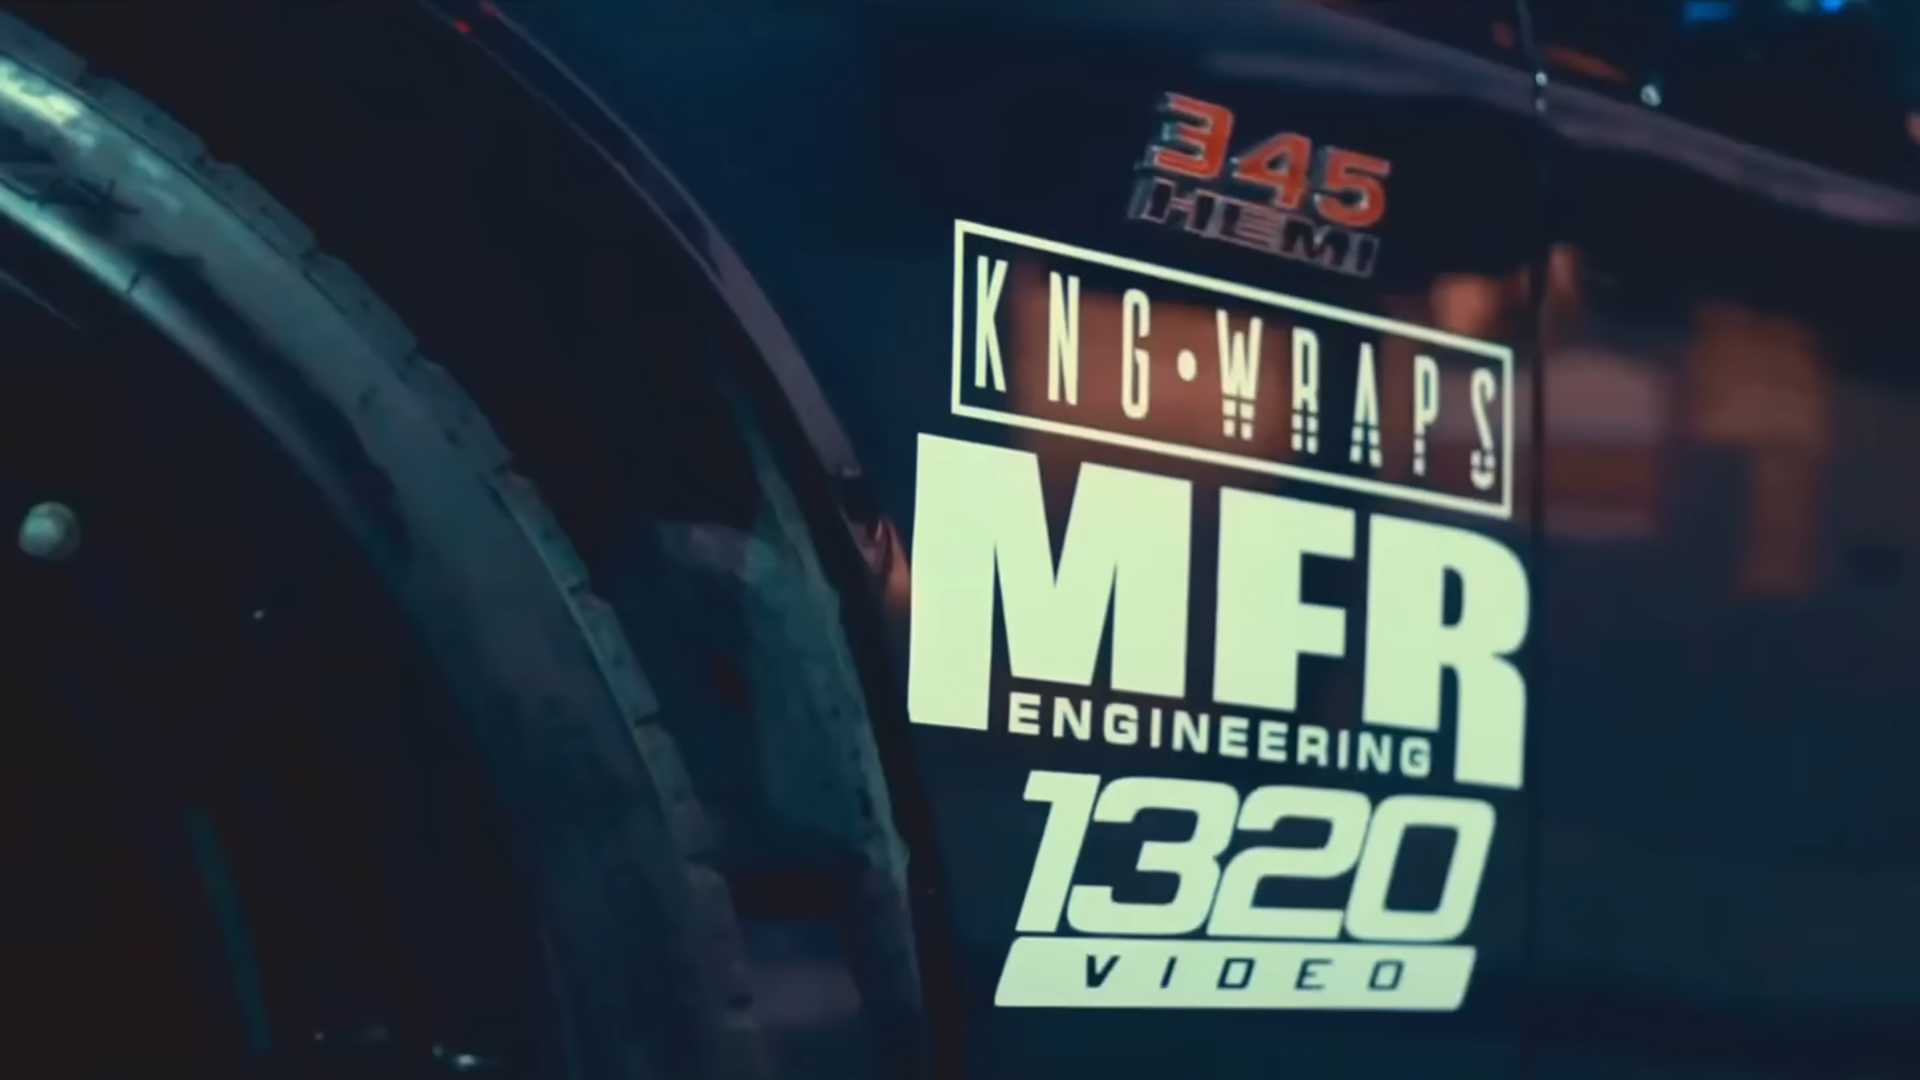 345
HEMI
KNG•WRAPS
MFR
ENGINEERING
1320
VIDEO